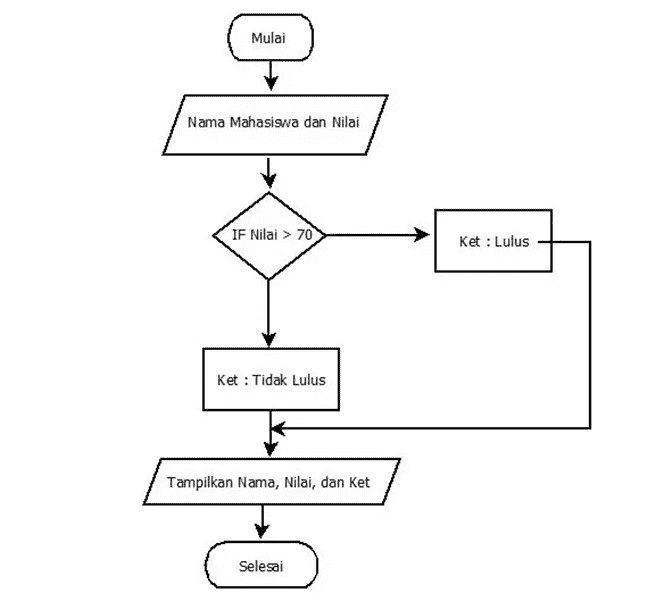 Mulai
Nama Mahasiswa dan Nilai
IF Nilai > 70
Ket : Lulus
Ket : Tidak Lulus
Tampilkan Nama, Nilai, dan Ket
Selesai